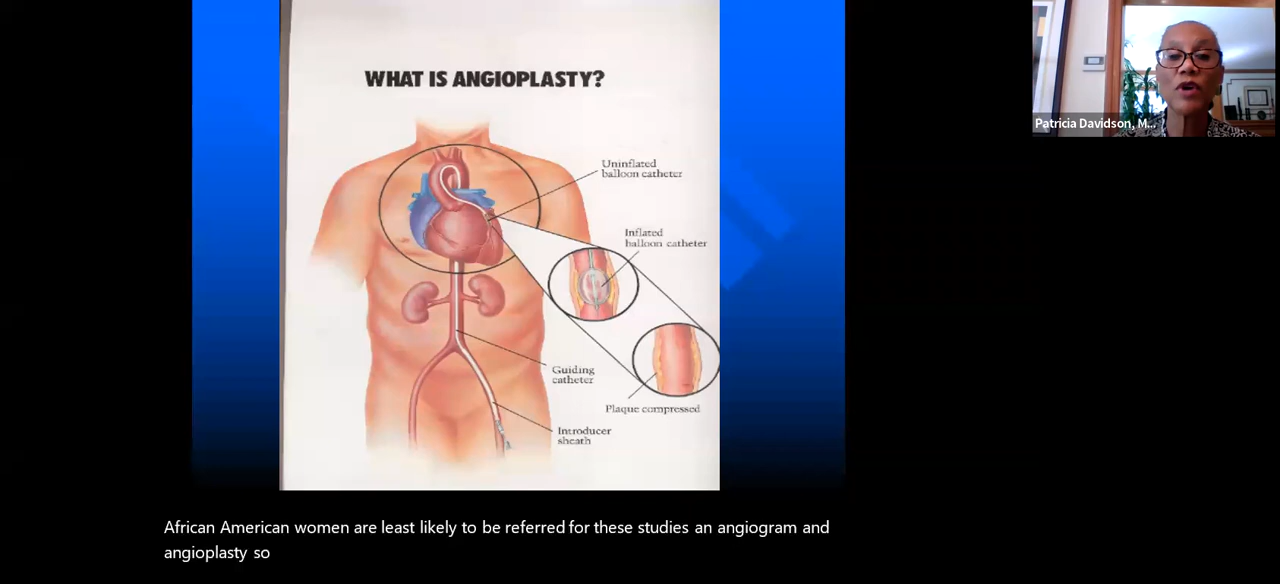 WHAT IS ANGIOPLASTY?
Uninflated
balloon catheter
Inflated
balloon catheter
Guiding
catheter
Plaque compressed
Introducer
sheath
Patricia Davidson, M...
African American women are least likely to be referred for these studies an angiogram and
angioplasty so